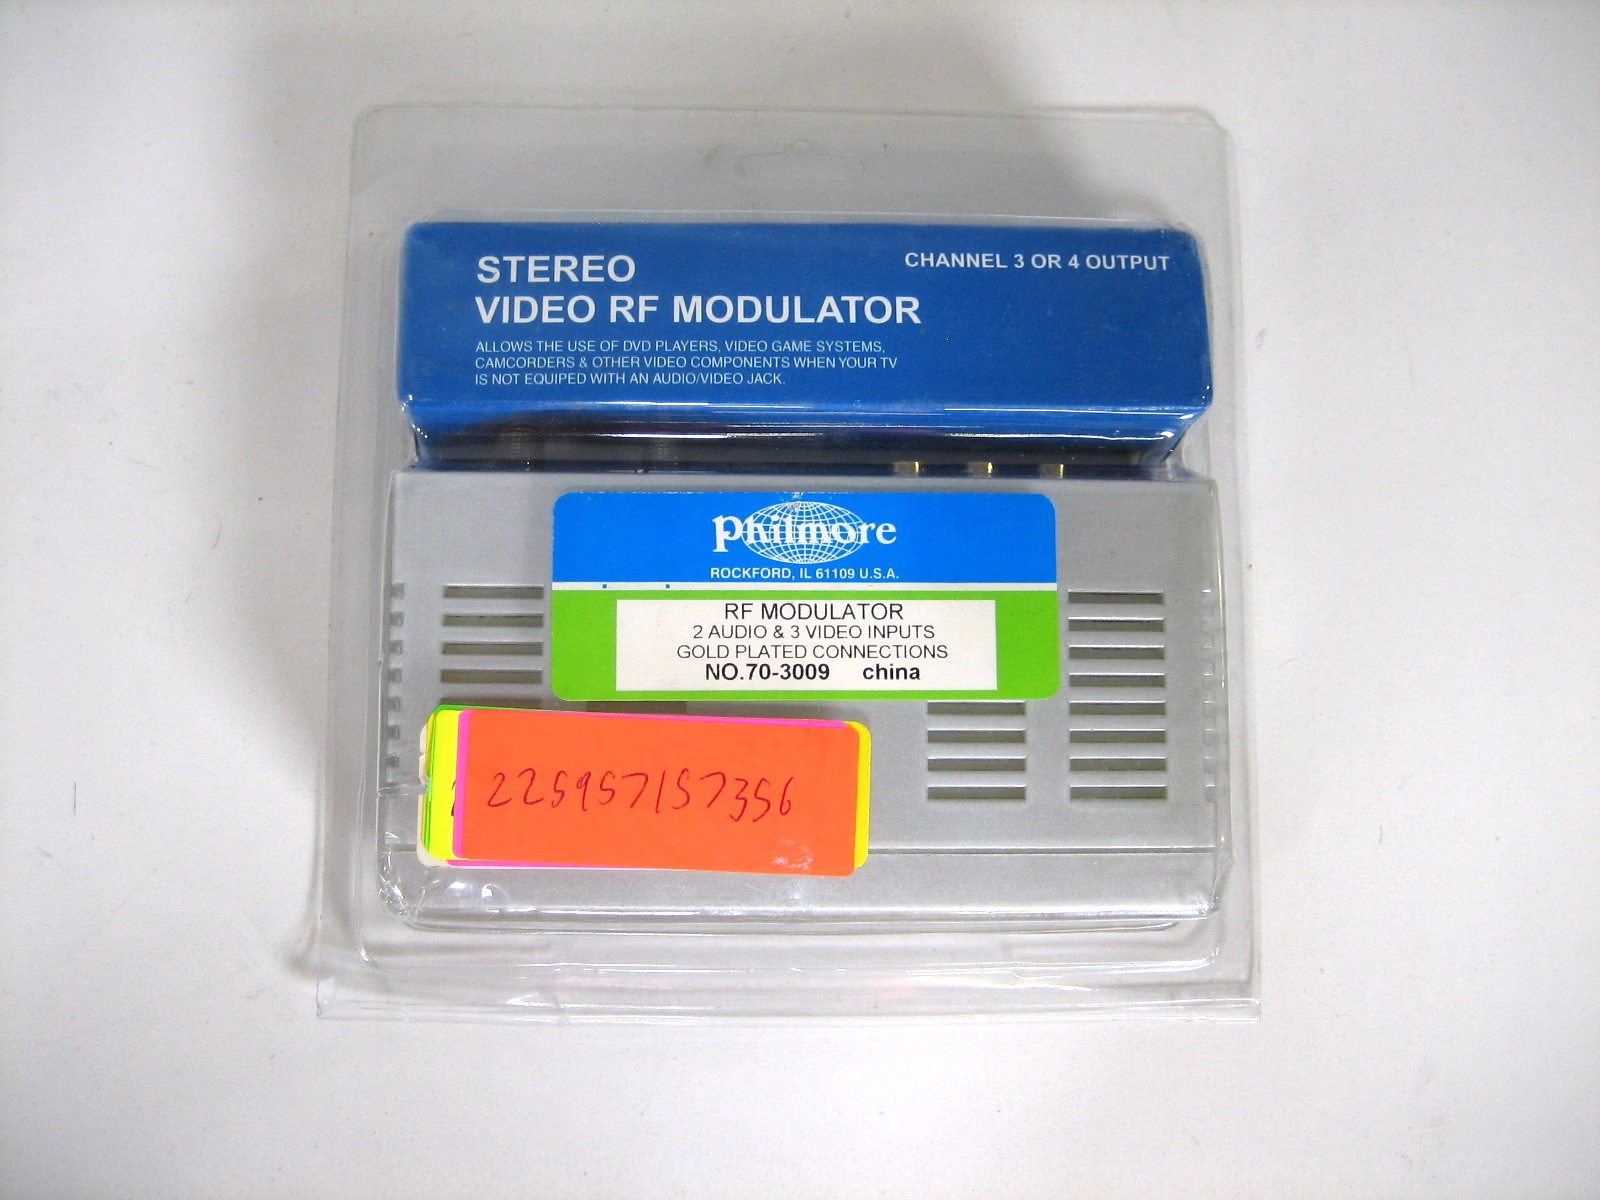 STEREO
VIDEO RF MODULATOR
CHANNEL 3 OR 4 OUTPUT
ALLOWS THE USE OF DVD PLAYERS, VIDEO GAME SYSTEMS,
CAMCORDERS & OTHER VIDEO COMPONENTS WHEN YOUR TV
IS NOT EQUIPED WITH AN AUDIO/VIDEO JACK.
Philmore
ROCKFORD, IL 61109 U.S.A.
RF MODULATOR
2 AUDIO & 3 VIDEO INPUTS
GOLD PLATED CONNECTIONS
NO.70-3009 china
225957157356